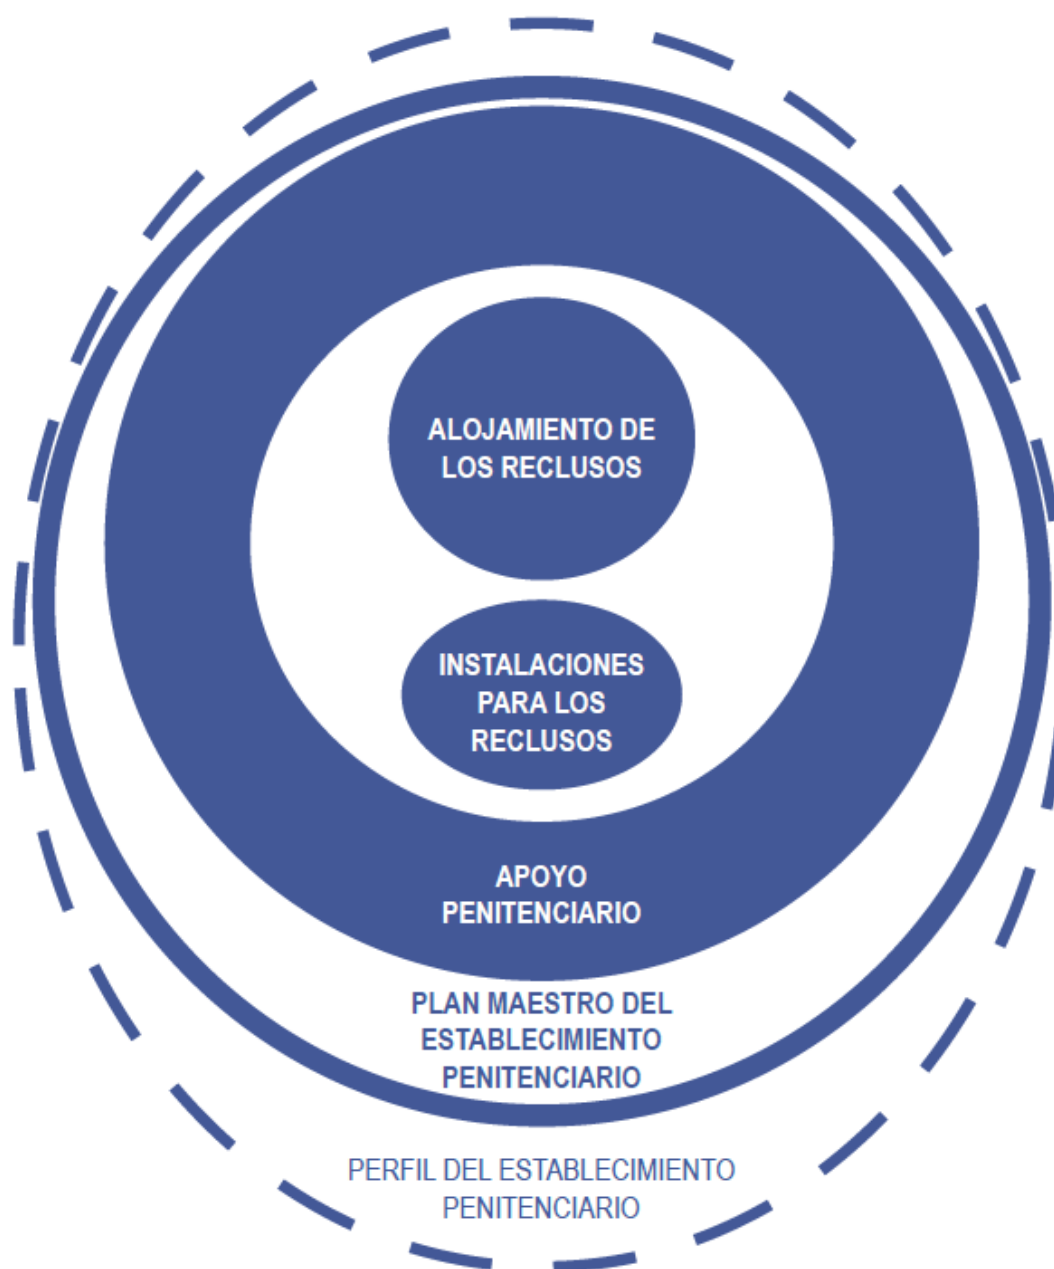 ALOJAMIENTO DE
LOS RECLUSOS
INSTALACIONES
PARA LOS
RECLUSOS
APOYO
PENITENCIARIO
PLAN MAESTRO DEL
ESTABLECIMIENTO
PENITENCIARIO
PERFIL DEL ESTABLECIMIENTO
PENITENCIARIO